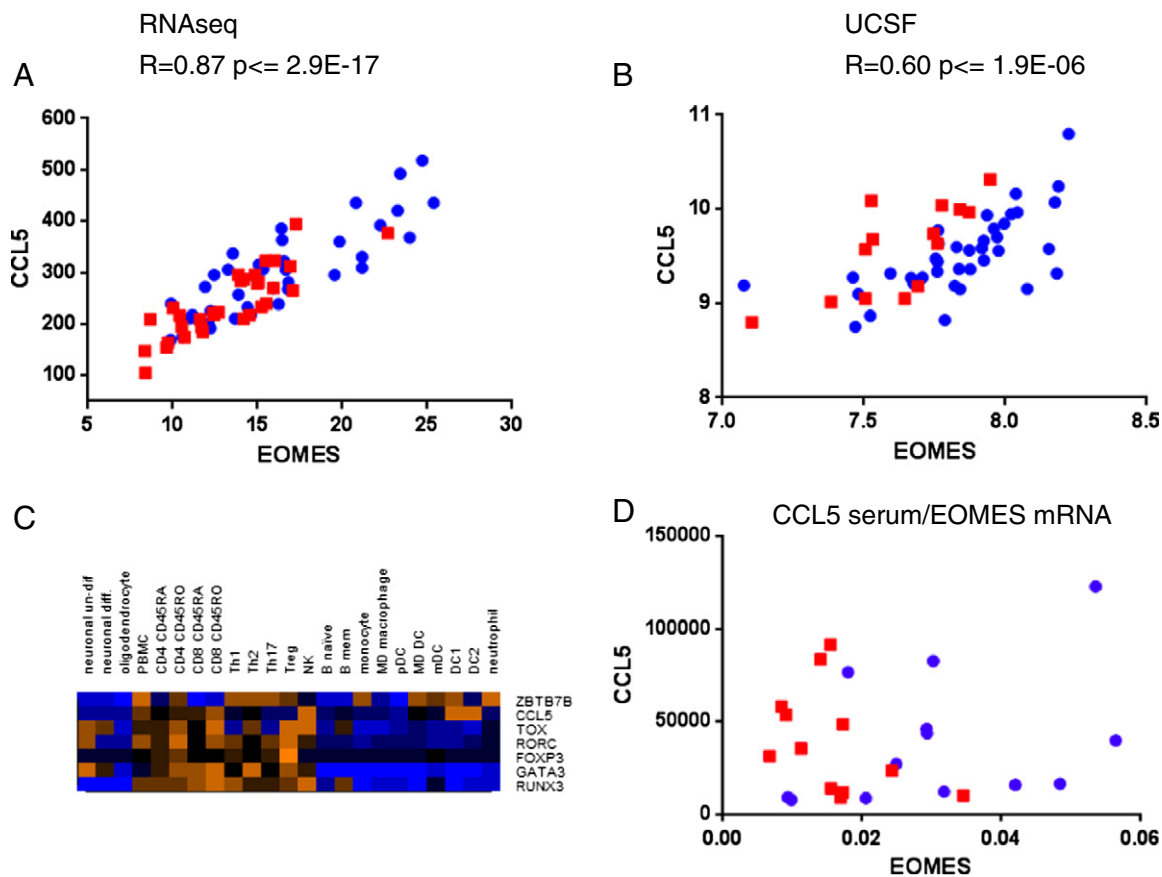 RNAseq
R=0.87 p<= 2.9E-17
A
600
500
400
300
200
100
CCL5
5
10
15
20
25
30
EOMES
UCSF
R=0.60 p<= 1.9E-06
B
11
10
9
8
CCL5
7.0
7.5
8.0
8.5
EOMES
C
neuronal un-dif
neuronal diff.
oligodendrocyte
PBMC
CD4 CD45RA
CD4 CD45RO
CD8 CD45RA
CD8 CD45RO
Th1
Th2
Th17
Treg
NK
B naïve
B mem
monocyte
MD macrophage
pDC
MD DC
mDC
DC1
DC2
neutrophil
ZBTB7B
CCL5
TOX
RORC
FOXP3
GATA3
RUNX3
D
CCL5 serum/EOMES mRNA
150000
100000
50000
0
CCL5
0.00
0.02
0.04
0.06
EOMES